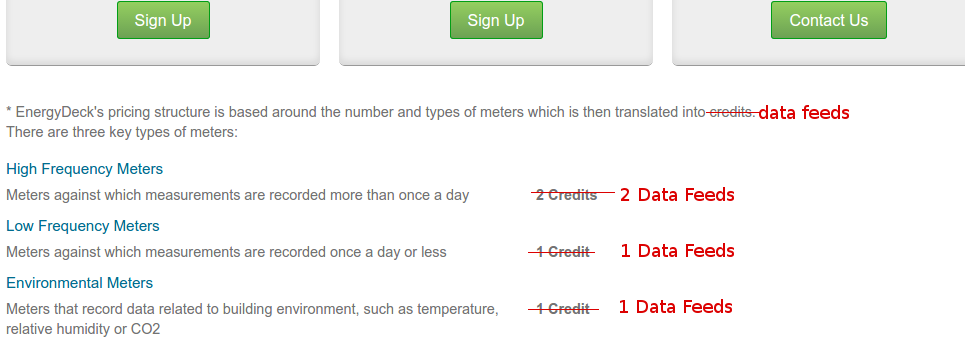 Sign Up Sign Up Contact Us
* EnergyDeck's pricing structure is based around the number and types of meters which is then translated into credits. data feeds
There are three key types of meters:
High Frequency Meters
Meters against which measurements are recorded more than once a day 2 Credits 2 Data Feeds
Low Frequency Meters
Meters against which measurements are recorded once a day or less 1 Credit 1 Data Feeds
Environmental Meters
Meters that record data related to building environment, such as temperature, 1 Credit 1 Data Feeds
relative humidity or CO2